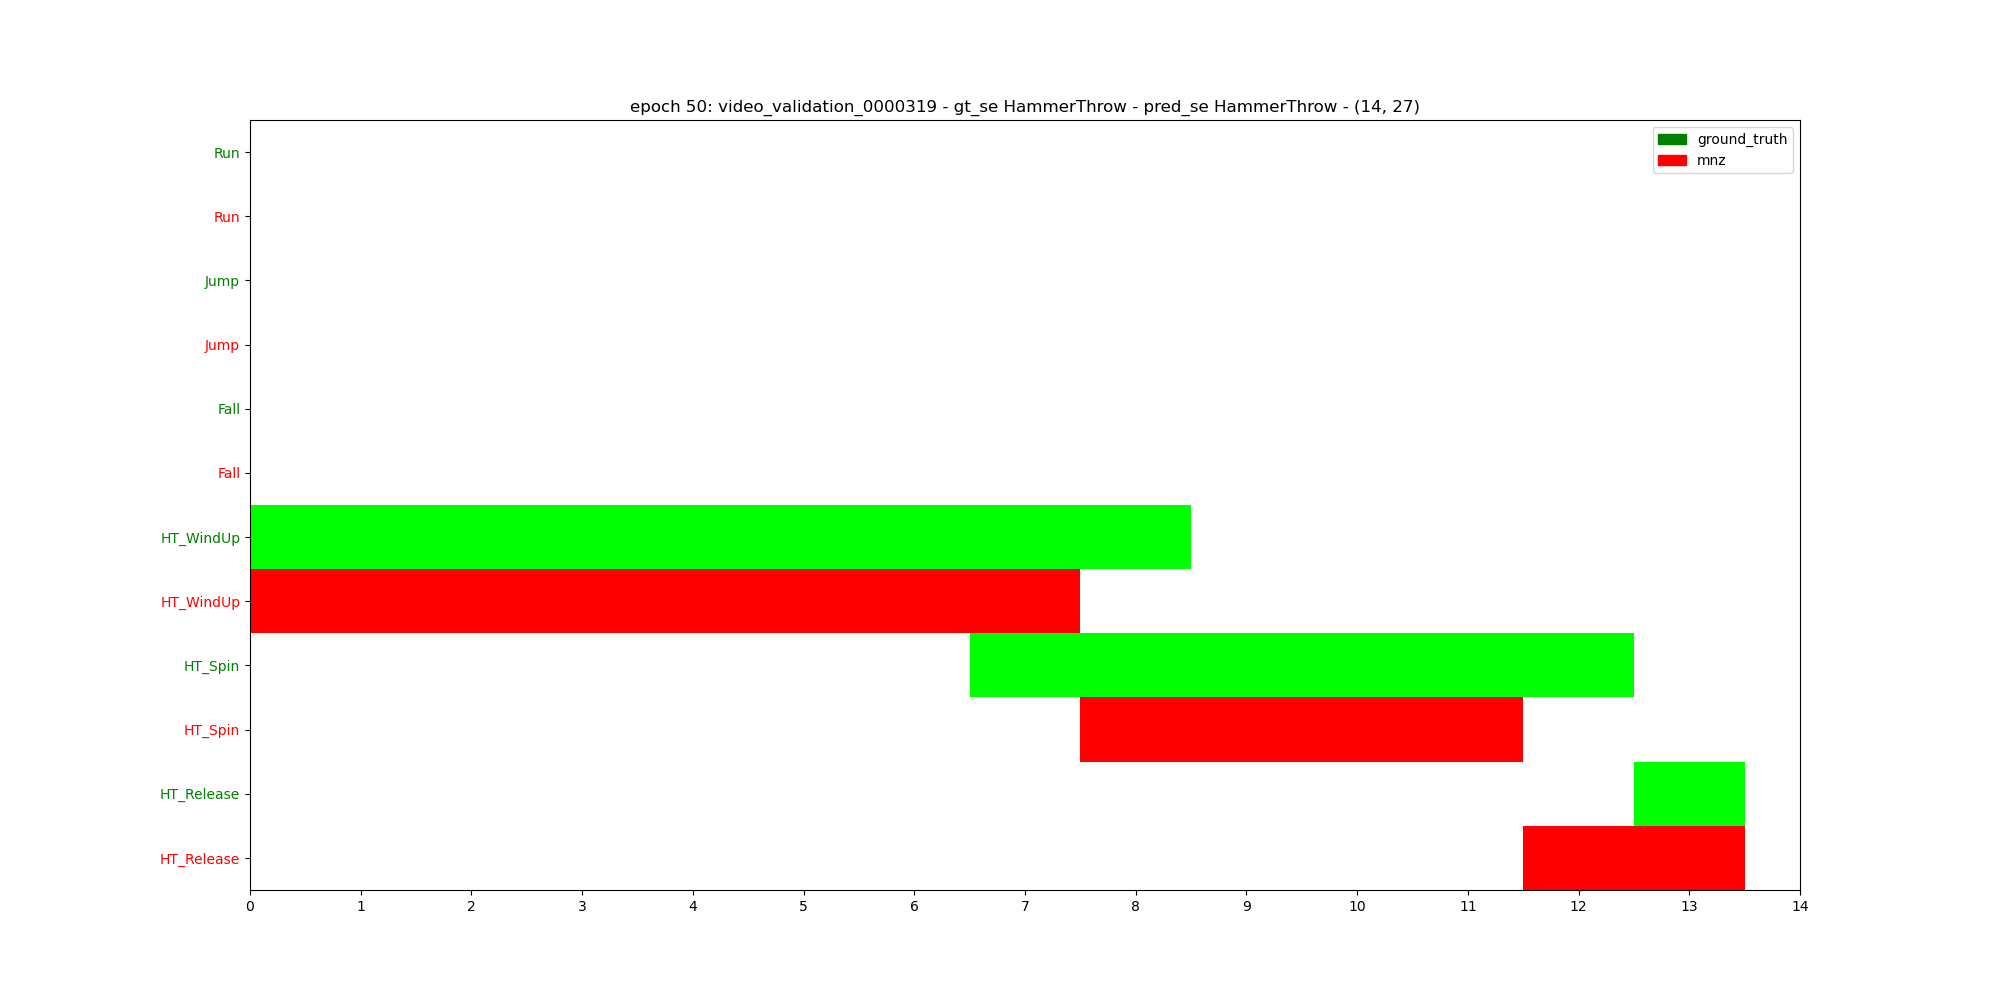 epoch 50: video_validation_0000319 - gt_se HammerThrow - pred_se HammerThrow - (14, 27)
ground_truth
mnz
Run
Run
Jump
Jump
Fall
Fall
HT_WindUp
HT_WindUp
HT_Spin
HT_Spin
HT_Release
HT_Release
0 1 2 3 4 5 6 7 8 9 10 11 12 13 14